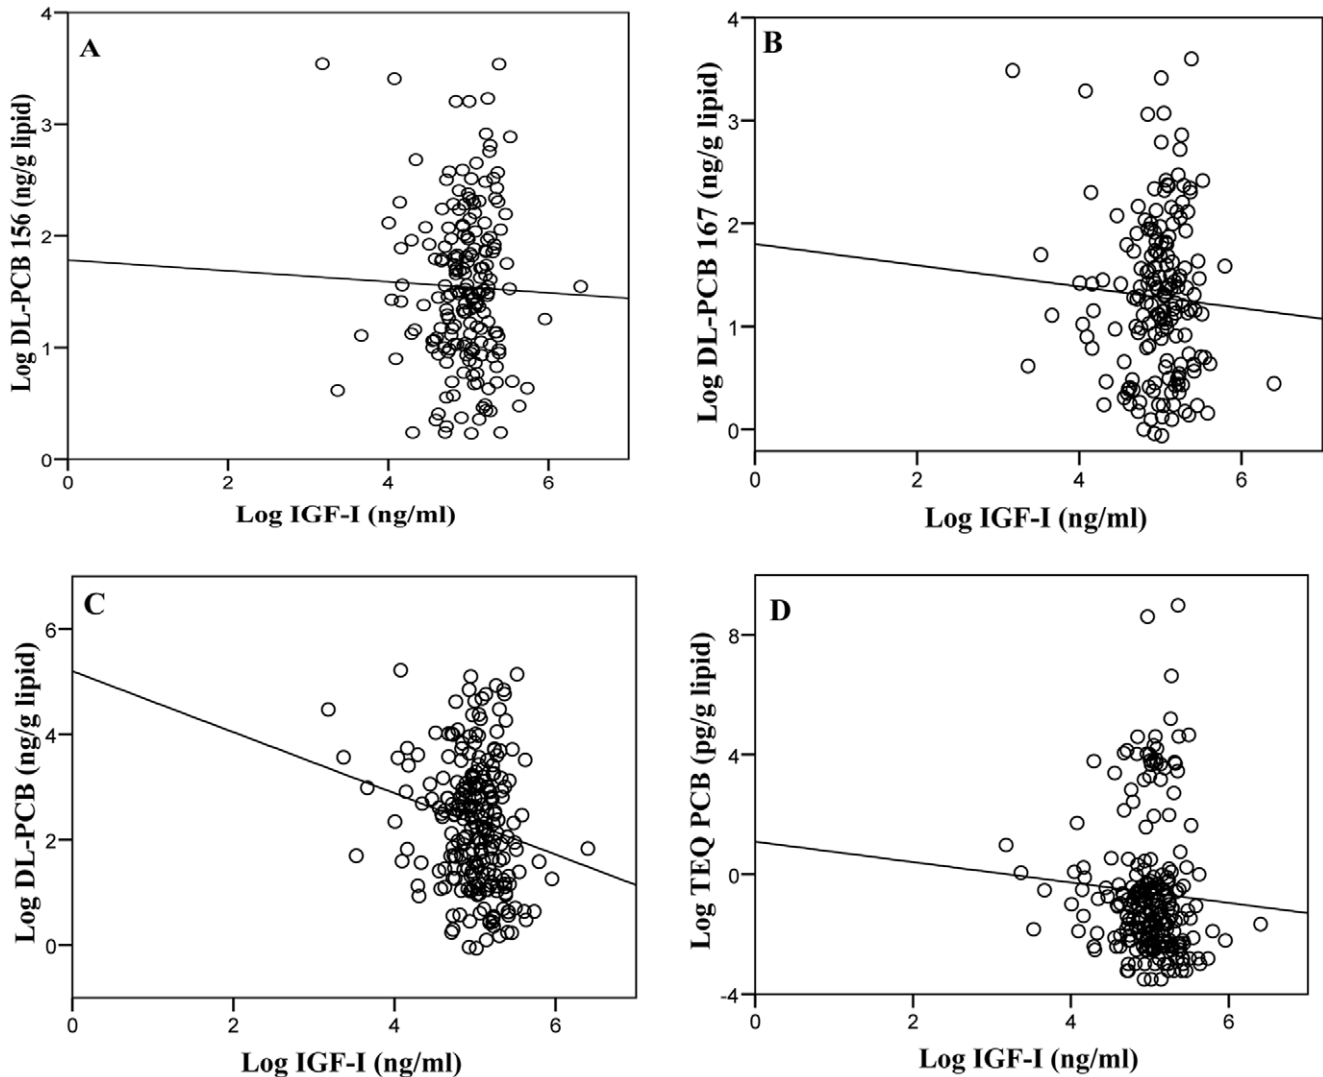 A
Log DL-PCB 156 (ng/g lipid)
4
3
2
1
0
0 2 4 6
Log IGF-I (ng/ml)
B
Log DL-PCB 167 (ng/g lipid)
4
3
2
1
0
0 2 4 6
Log IGF-I (ng/ml)
C
Log DL-PCB (ng/g lipid)
6
4
2
0
0 2 4 6
Log IGF-I (ng/ml)
D
Log TEQ PCB (pg/g lipid)
8
4
0
-4
0 2 4 6
Log IGF-I (ng/ml)